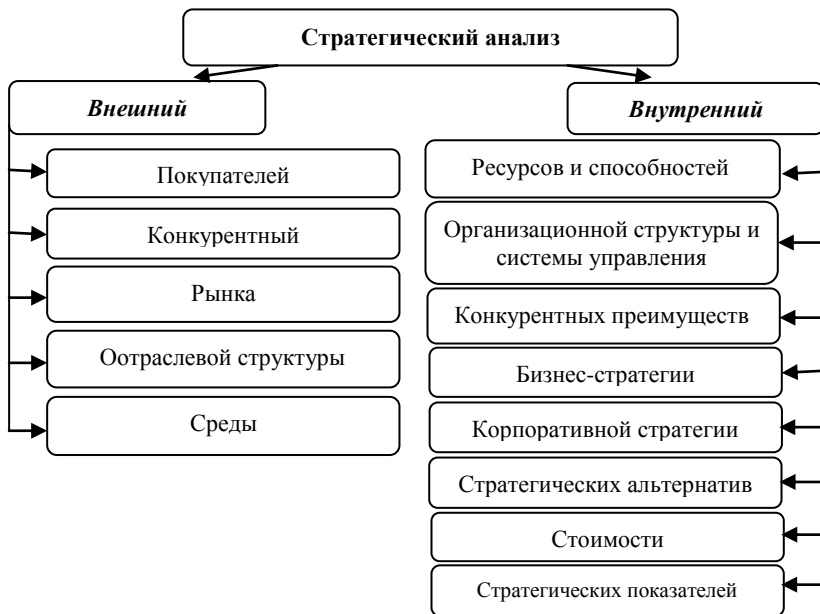 Стратегический анализ
Внешний
Покупателей
Конкурентный
Рынка
Оотраслевой структуры
Среды
Внутренний
Ресурсов и способностей
Организационной структуры и
системы управления
Конкурентных преимуществ
Бизнес-стратегии
Корпоративной стратегии
Стратегических альтернатив
Стоимости
Стратегических показателей